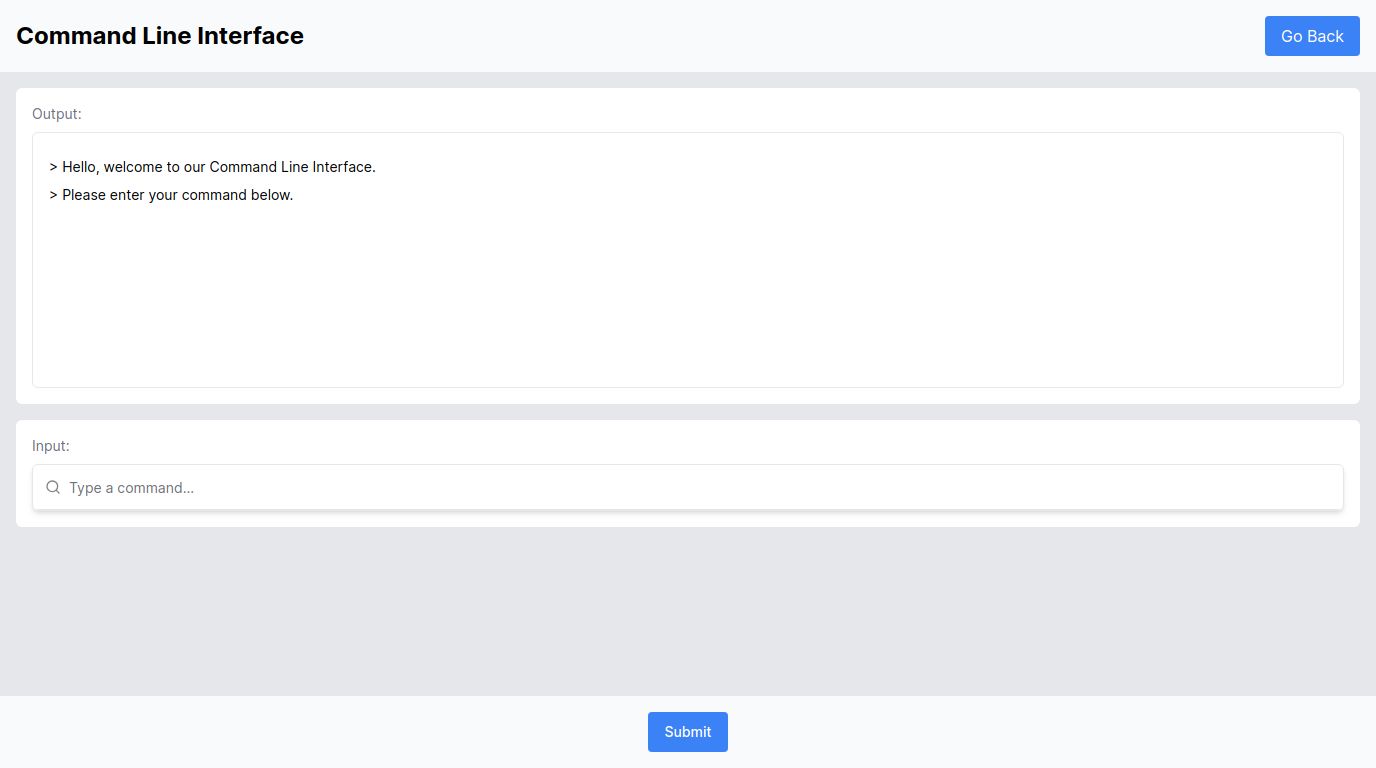 Command Line Interface
Go Back
Output:
> Hello, welcome to our Command Line Interface.
> Please enter your command below.
Input:
Type a command...
Submit